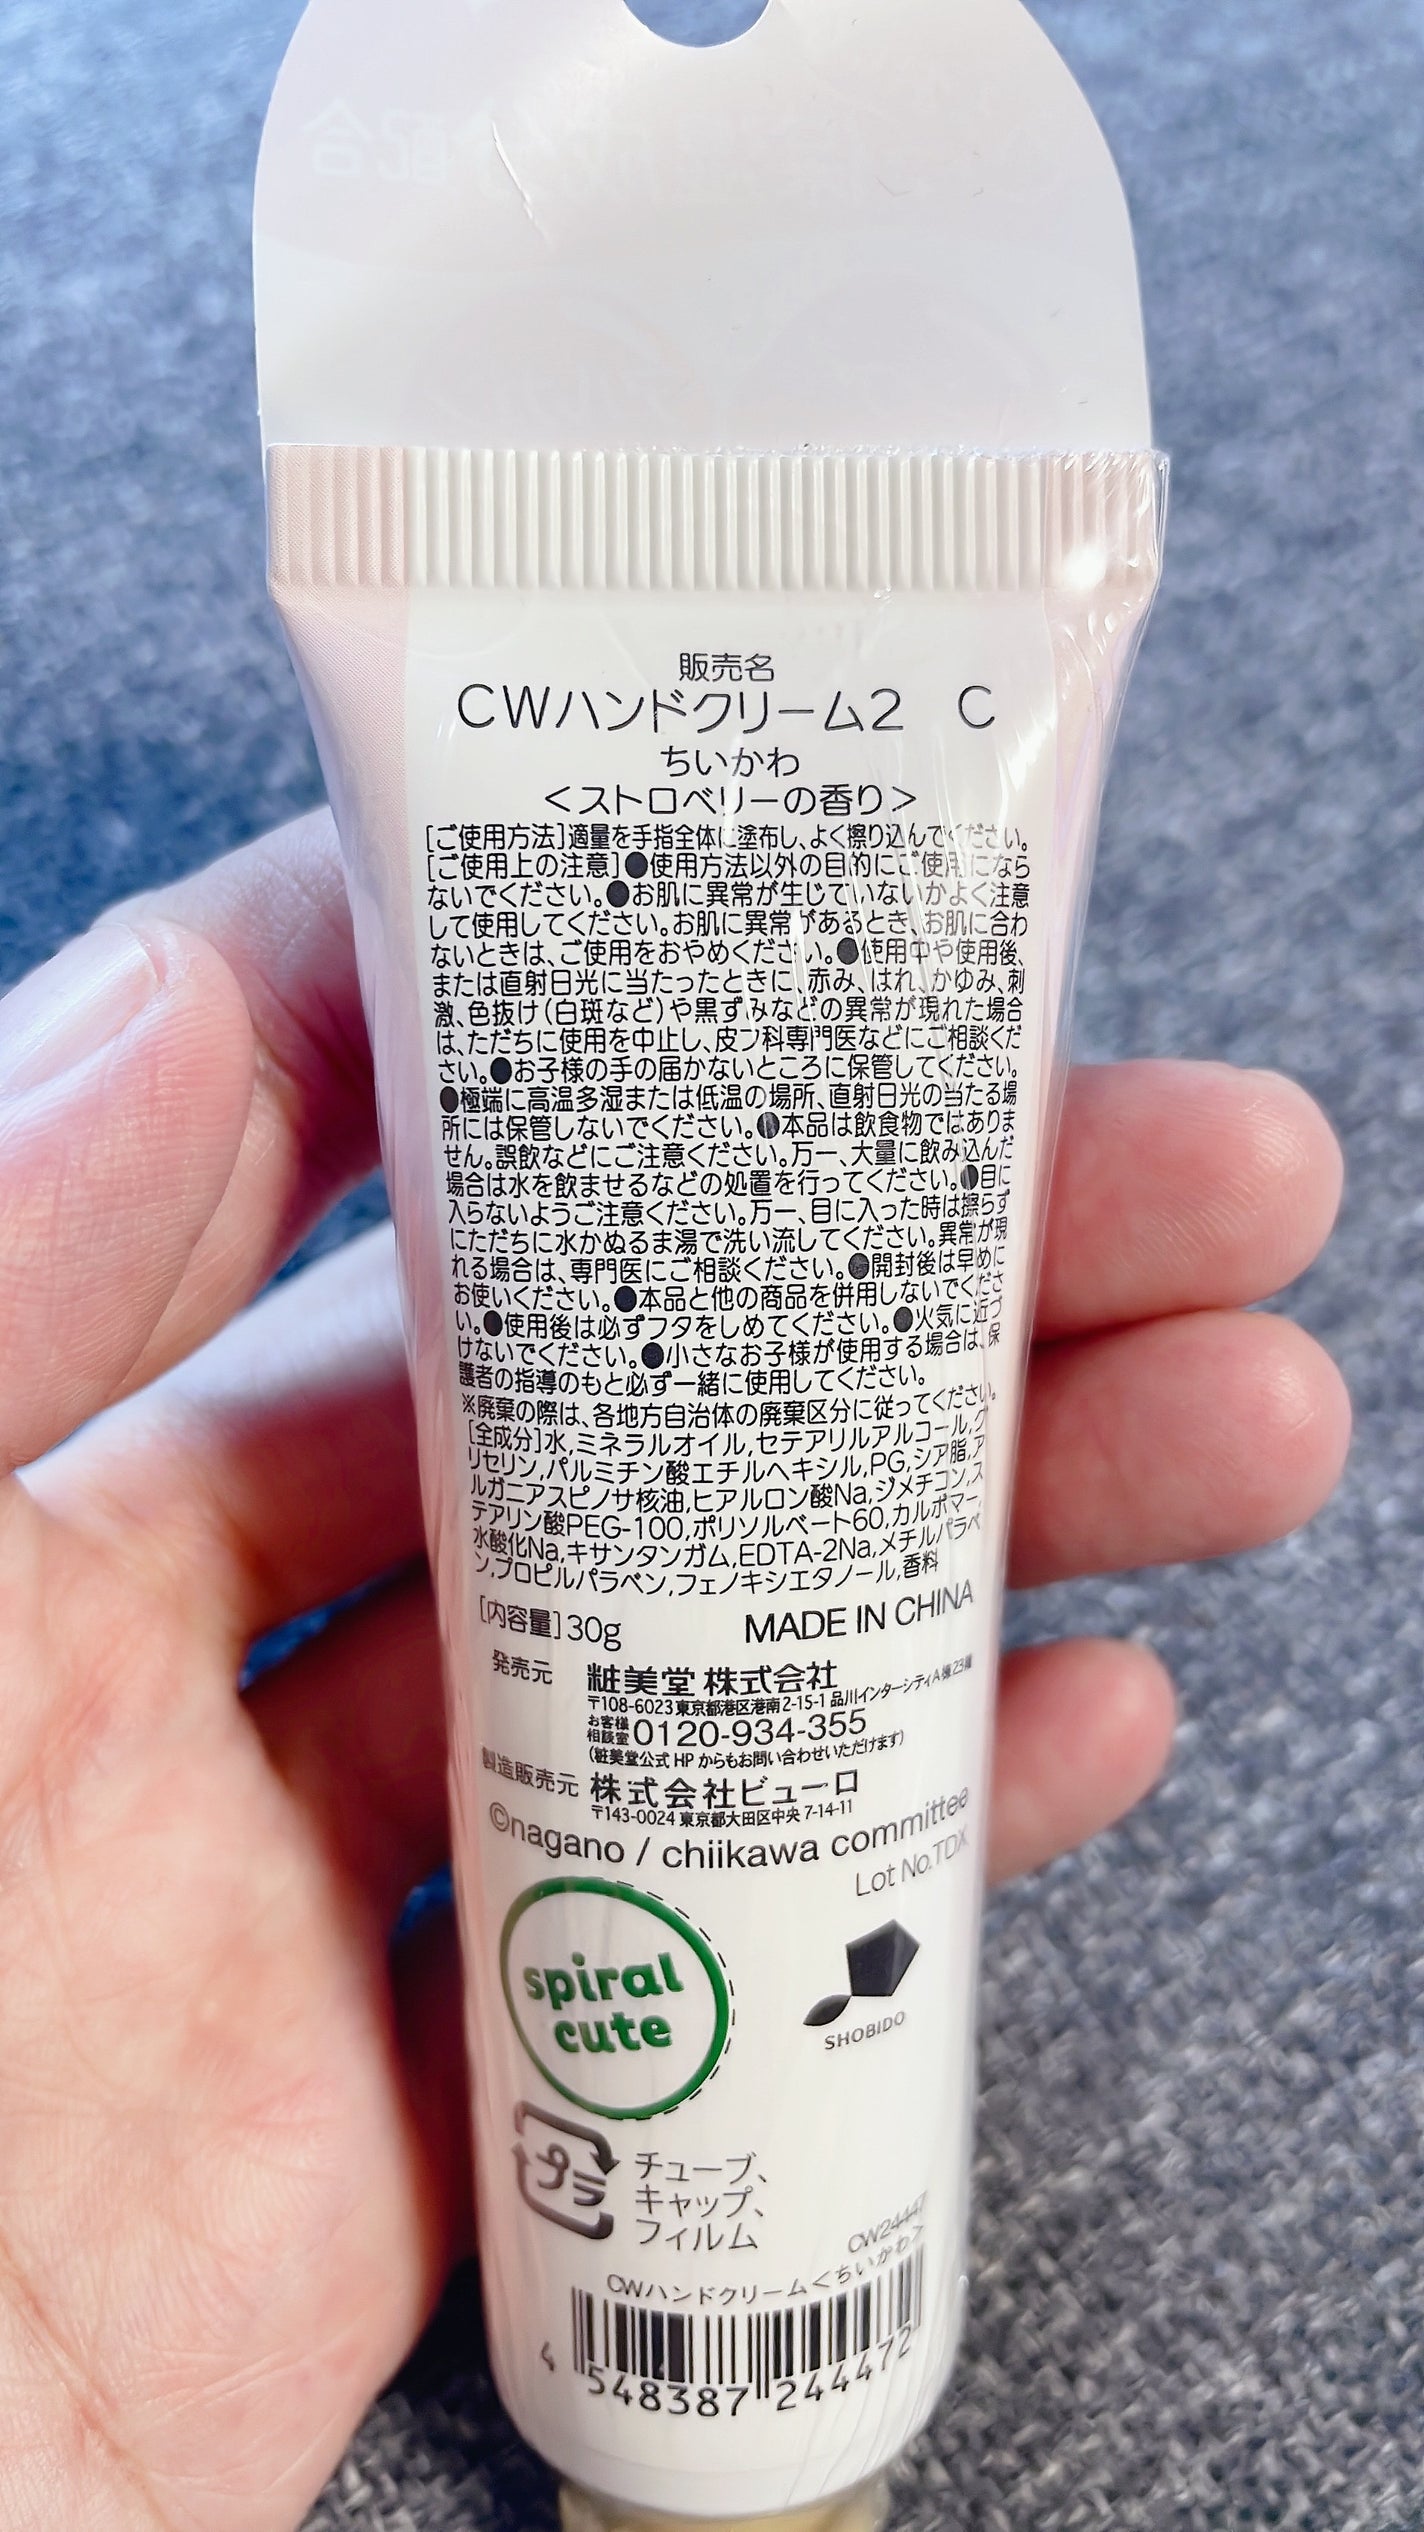 販売名
CWハンドクリーム2 C
ちいかわ
＜ストロベリーの香り＞
[ご使用方法]適量を手指全体に塗布し、よく擦り込んでください。
[ご使用上の注意]●使用方法以外の目的にご使用になら
ないでください。●お肌に異常が生じていないかよく注意
して使用してください。お肌に異常があるとき、お肌に合わ
ないときは、ご使用をおやめください。●使用中や使用後、
または直射日光に当たったときに、赤み、はれ、かゆみ、刺
激、色抜け(白斑など)や黒ずみなどの異常が現れた場合
は、ただちに使用を中止し、皮フ科専門医などにご相談くだ
さい。●お子様の手の届かないところに保管してください。
●極端に高温多湿または低温の場所、直射日光の当たる場
所には保管しないでください。●本品は飲食物ではありま
せん。誤飲などにご注意ください。万一、大量に飲み込んだ
場合は水を飲ませるなどの処置を行ってください。●目に
入らないようご注意ください。万一、目に入った時は擦らず
にただちに水かぬるま湯で洗い流してください。異常が現
れる場合は、専門医にご相談ください。●開封後は早めに
お使いください。●本品と他の商品を併用しないでくださ
い。●使用後は必ずフタをしめてください。●火気に近づ
けないでください。●小さなお子様が使用する場合は、保
護者の指導のもと必ず一緒に使用してください。
※廃棄の際は、各地方自治体の廃棄区分に従ってください。
[全成分]水,ミネラルオイル,セテアリルアルコール,グ
リセリン,パルミチン酸エチルヘキシル,PG,シア脂,ア
ルガニアスピノサ核油,ヒアルロン酸Na,ジメチコン,ス
テアリン酸PEG-100,ポリソルベート60,カルボマー,
水酸化Na,キサンタンガム,EDTA-2Na,メチルパラベ
ン,プロピルパラベン,フェノキシエタノール,香料
[内容量]30g MADE IN CHINA
発売元 粧美堂 株式会社
〒108-6023 東京都港区港南2-15-1 品川インターシティA棟23階
お客様相談室 0120-934-355
(粧美堂公式HPからもお問い合わせいただけます)
製造販売元 株式会社ビューロ
〒143-0024 東京都大田区中央7-14-11
©nagano / chiikawa committee
Lot No.TDX
spiral
cute
SHOBIDO
プラ
チューブ、
キャップ、
フィルム
CW24447
CWハンドクリーム＜ちいかわ＞
4 548387 244472